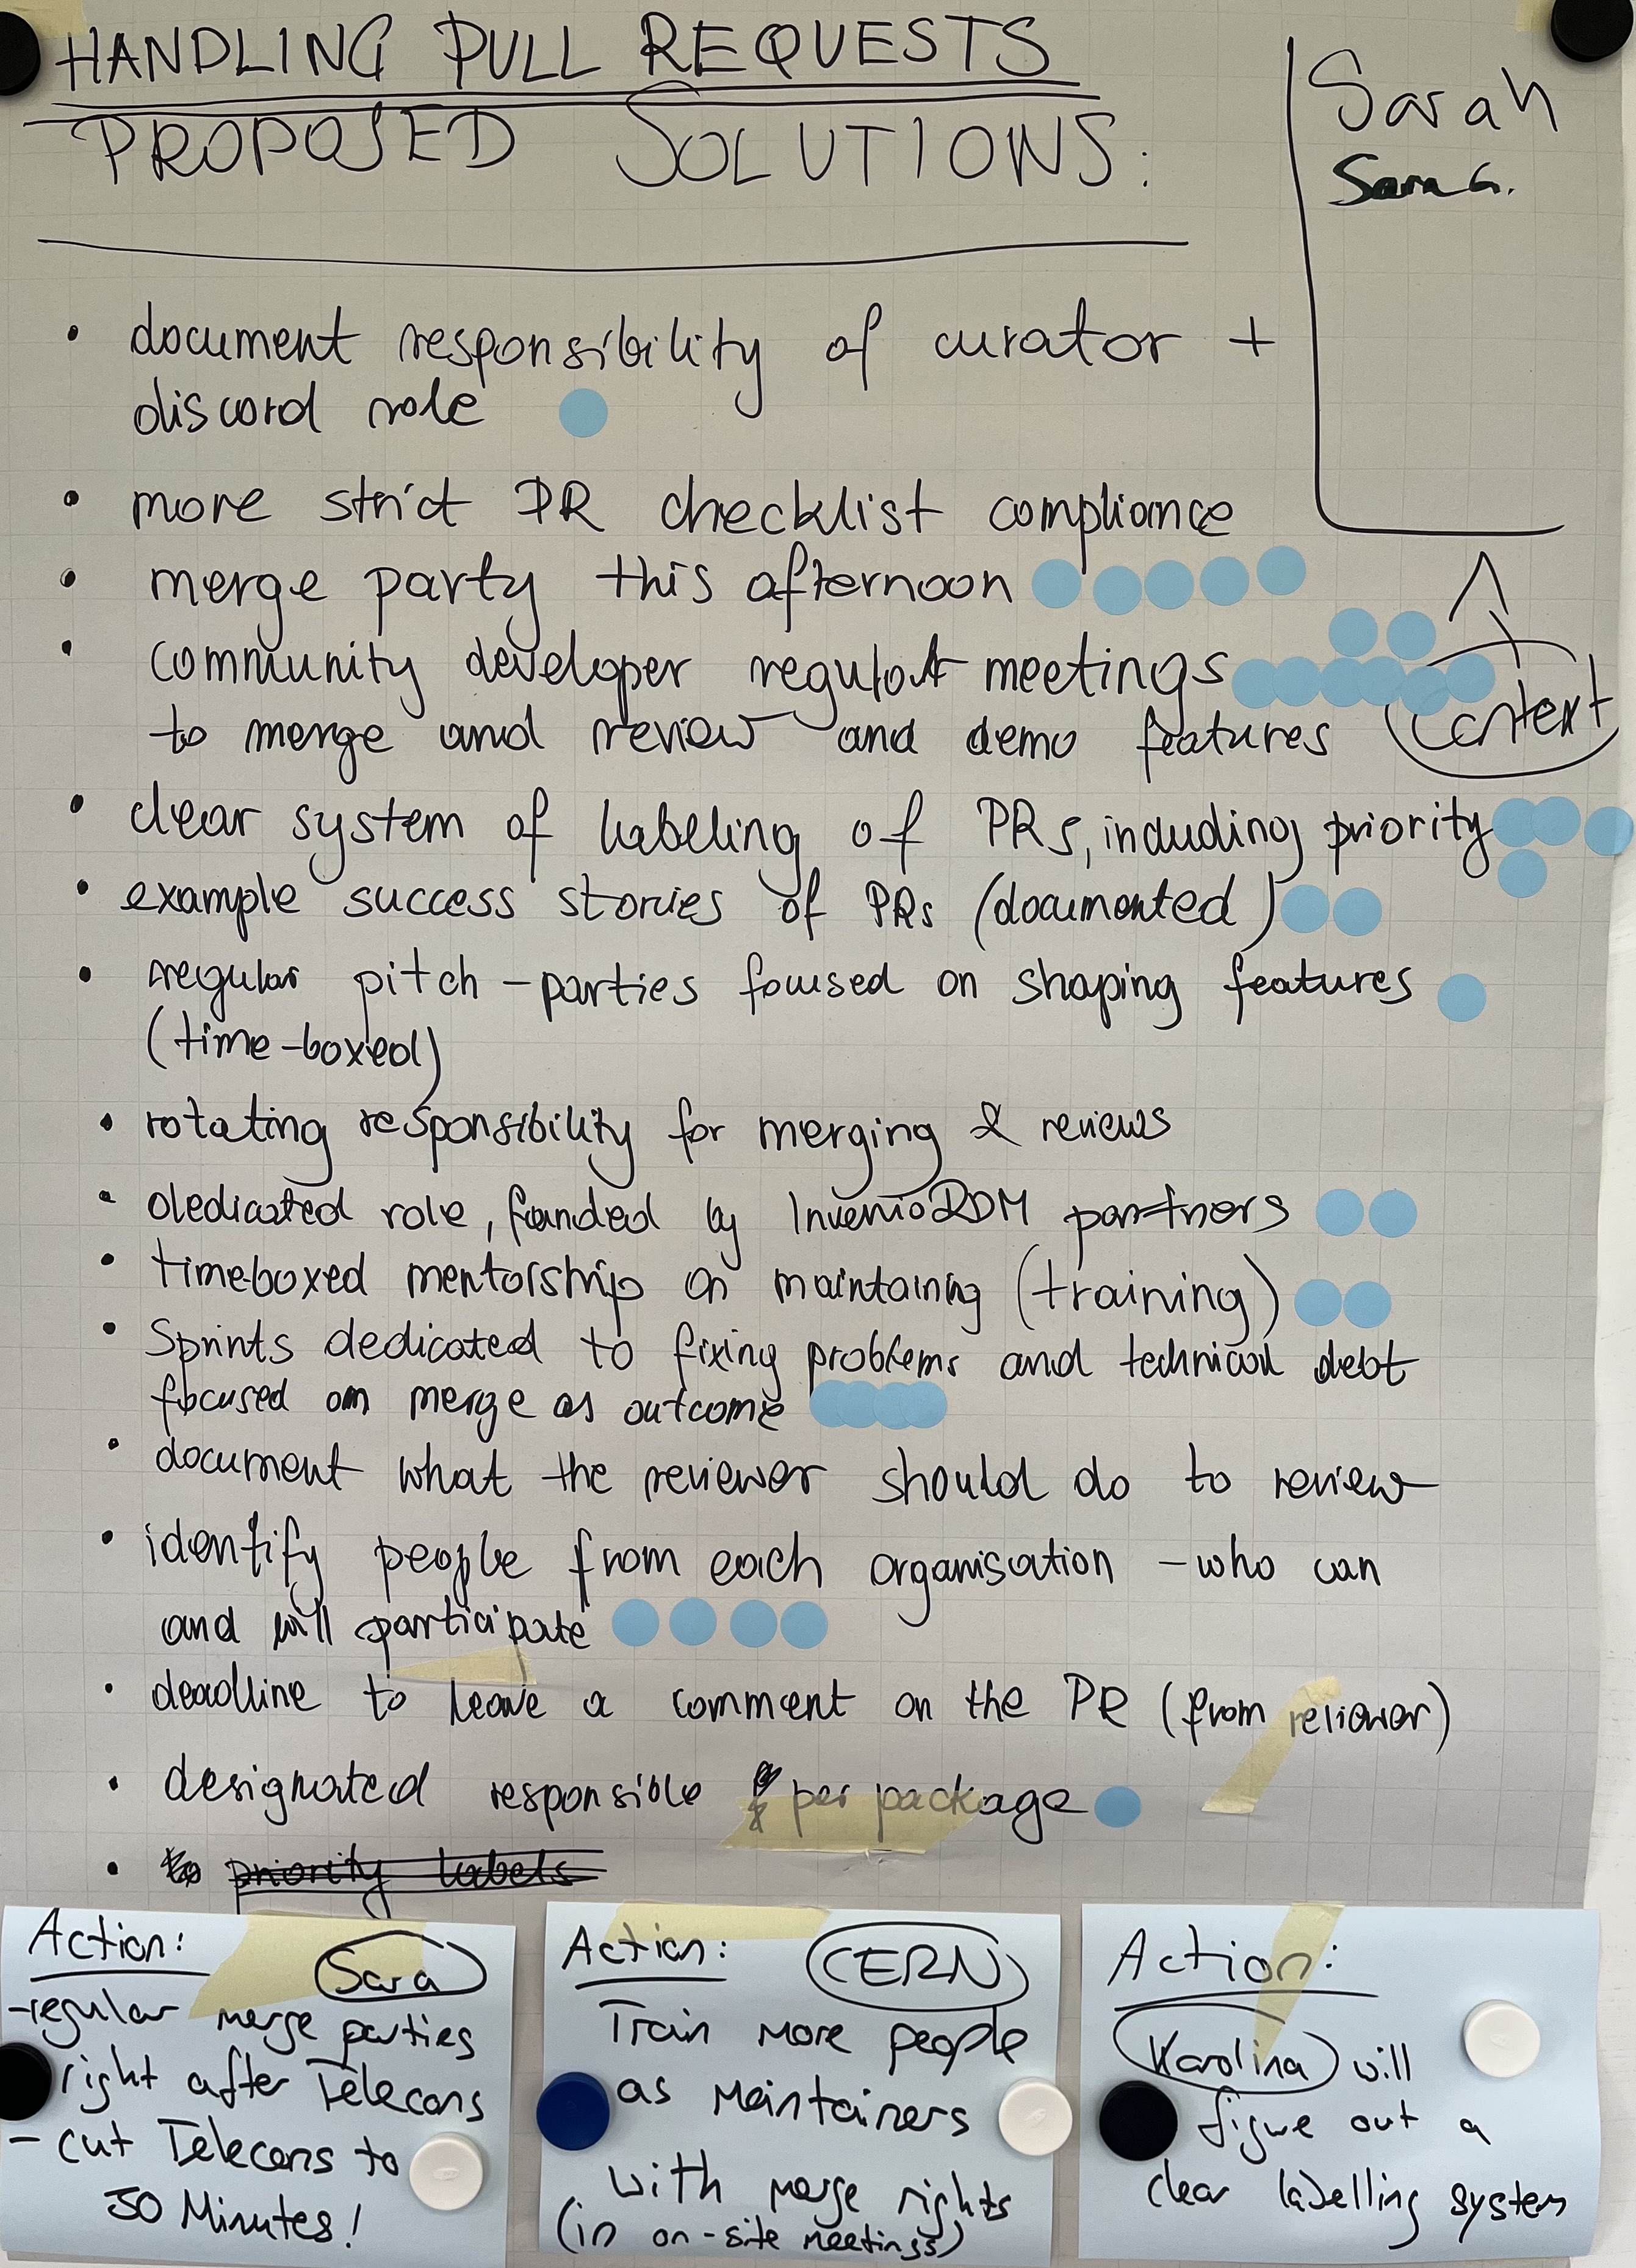 HANDLING PULL REQUESTS
PROPOSED SOLUTIONS:
Sarah
Sara G.
• document responsibility of curator +
discord role
• more strict PR checklist compliance
• merge party this afternoon
• community developer regular meetings
to merge and review and demo features
context
• clear system of labeling of PRs, including priority
• example success stories of PRs (documented)
• regular pitch-parties focused on shaping features
(time-boxed)
• rotating responsibility for merging & reviews
• dedicated role, funded by InvenioRDM partners
• timeboxed mentorship on maintaining (training)
• Sprints dedicated to fixing problems and technical debt
focused on merge as outcome
• document what the reviewer should do to review
• identify people from each organisation - who can
and will participate
• deadline to leave a comment on the PR (from reliewer)
• designated responsible per package
• priority labels
Action: Sara
- regular merge parties
right after Telecons
- cut Telecons to
30 Minutes!
Action: CERN
Train more people
as Maintainers
with merge rights
(in on-site meetings)
Action:
Karolina will
figure out a
clear labelling system